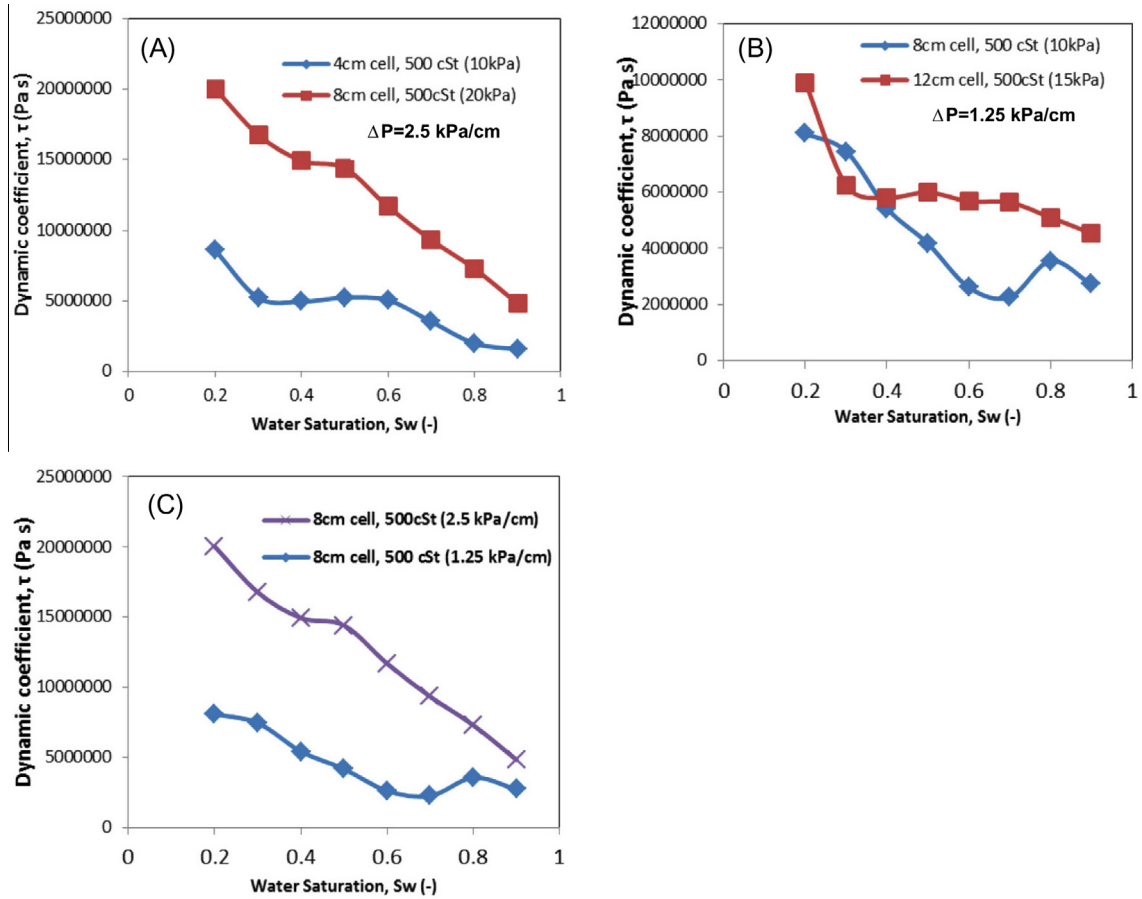 (A)
25000000
20000000
15000000
10000000
5000000
0
Dynamic coefficient, τ (Pa s)
4cm cell, 500 cSt (10kPa)
8cm cell, 500cSt (20kPa)
ΔP=2.5 kPa/cm
0 0.2 0.4 0.6 0.8 1
Water Saturation, Sw (-)
(B)
12000000
10000000
8000000
6000000
4000000
2000000
0
Dynamic coefficient, τ (Pa s)
8cm cell, 500 cSt (10kPa)
12cm cell, 500cSt (15kPa)
ΔP=1.25 kPa/cm
0 0.2 0.4 0.6 0.8 1
Water Saturation, Sw (-)
(C)
25000000
20000000
15000000
10000000
5000000
0
Dynamic coefficient, τ (Pa s)
8cm cell, 500cSt (2.5 kPa/cm)
8cm cell, 500 cSt (1.25 kPa/cm)
0 0.2 0.4 0.6 0.8 1
Water Saturation, Sw (-)